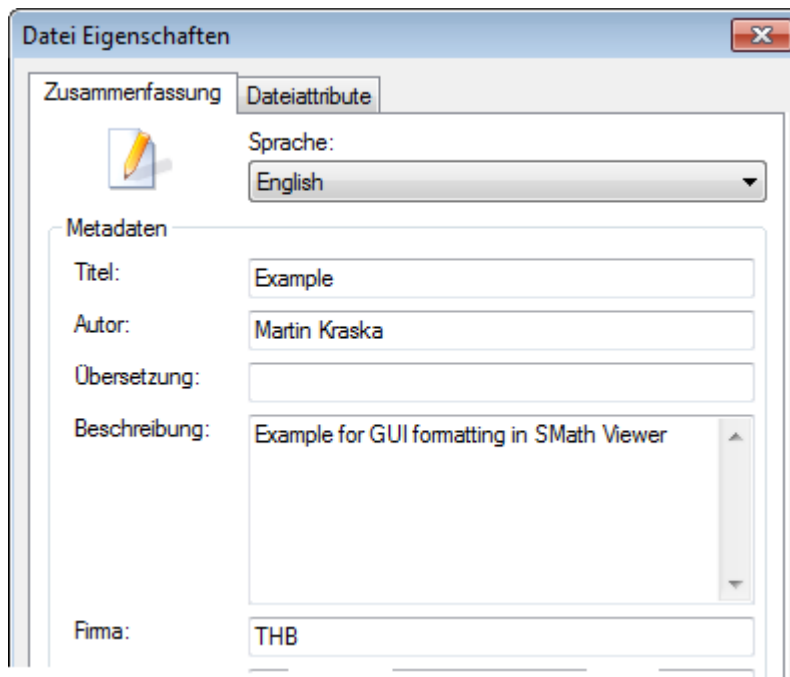 Datei Eigenschaften
Zusammenfassung
Dateiattribute
Sprache:
English
Metadaten
Titel:
Example
Autor:
Martin Kraska
Übersetzung:
Beschreibung:
Example for GUI formatting in SMath Viewer
Firma:
THB